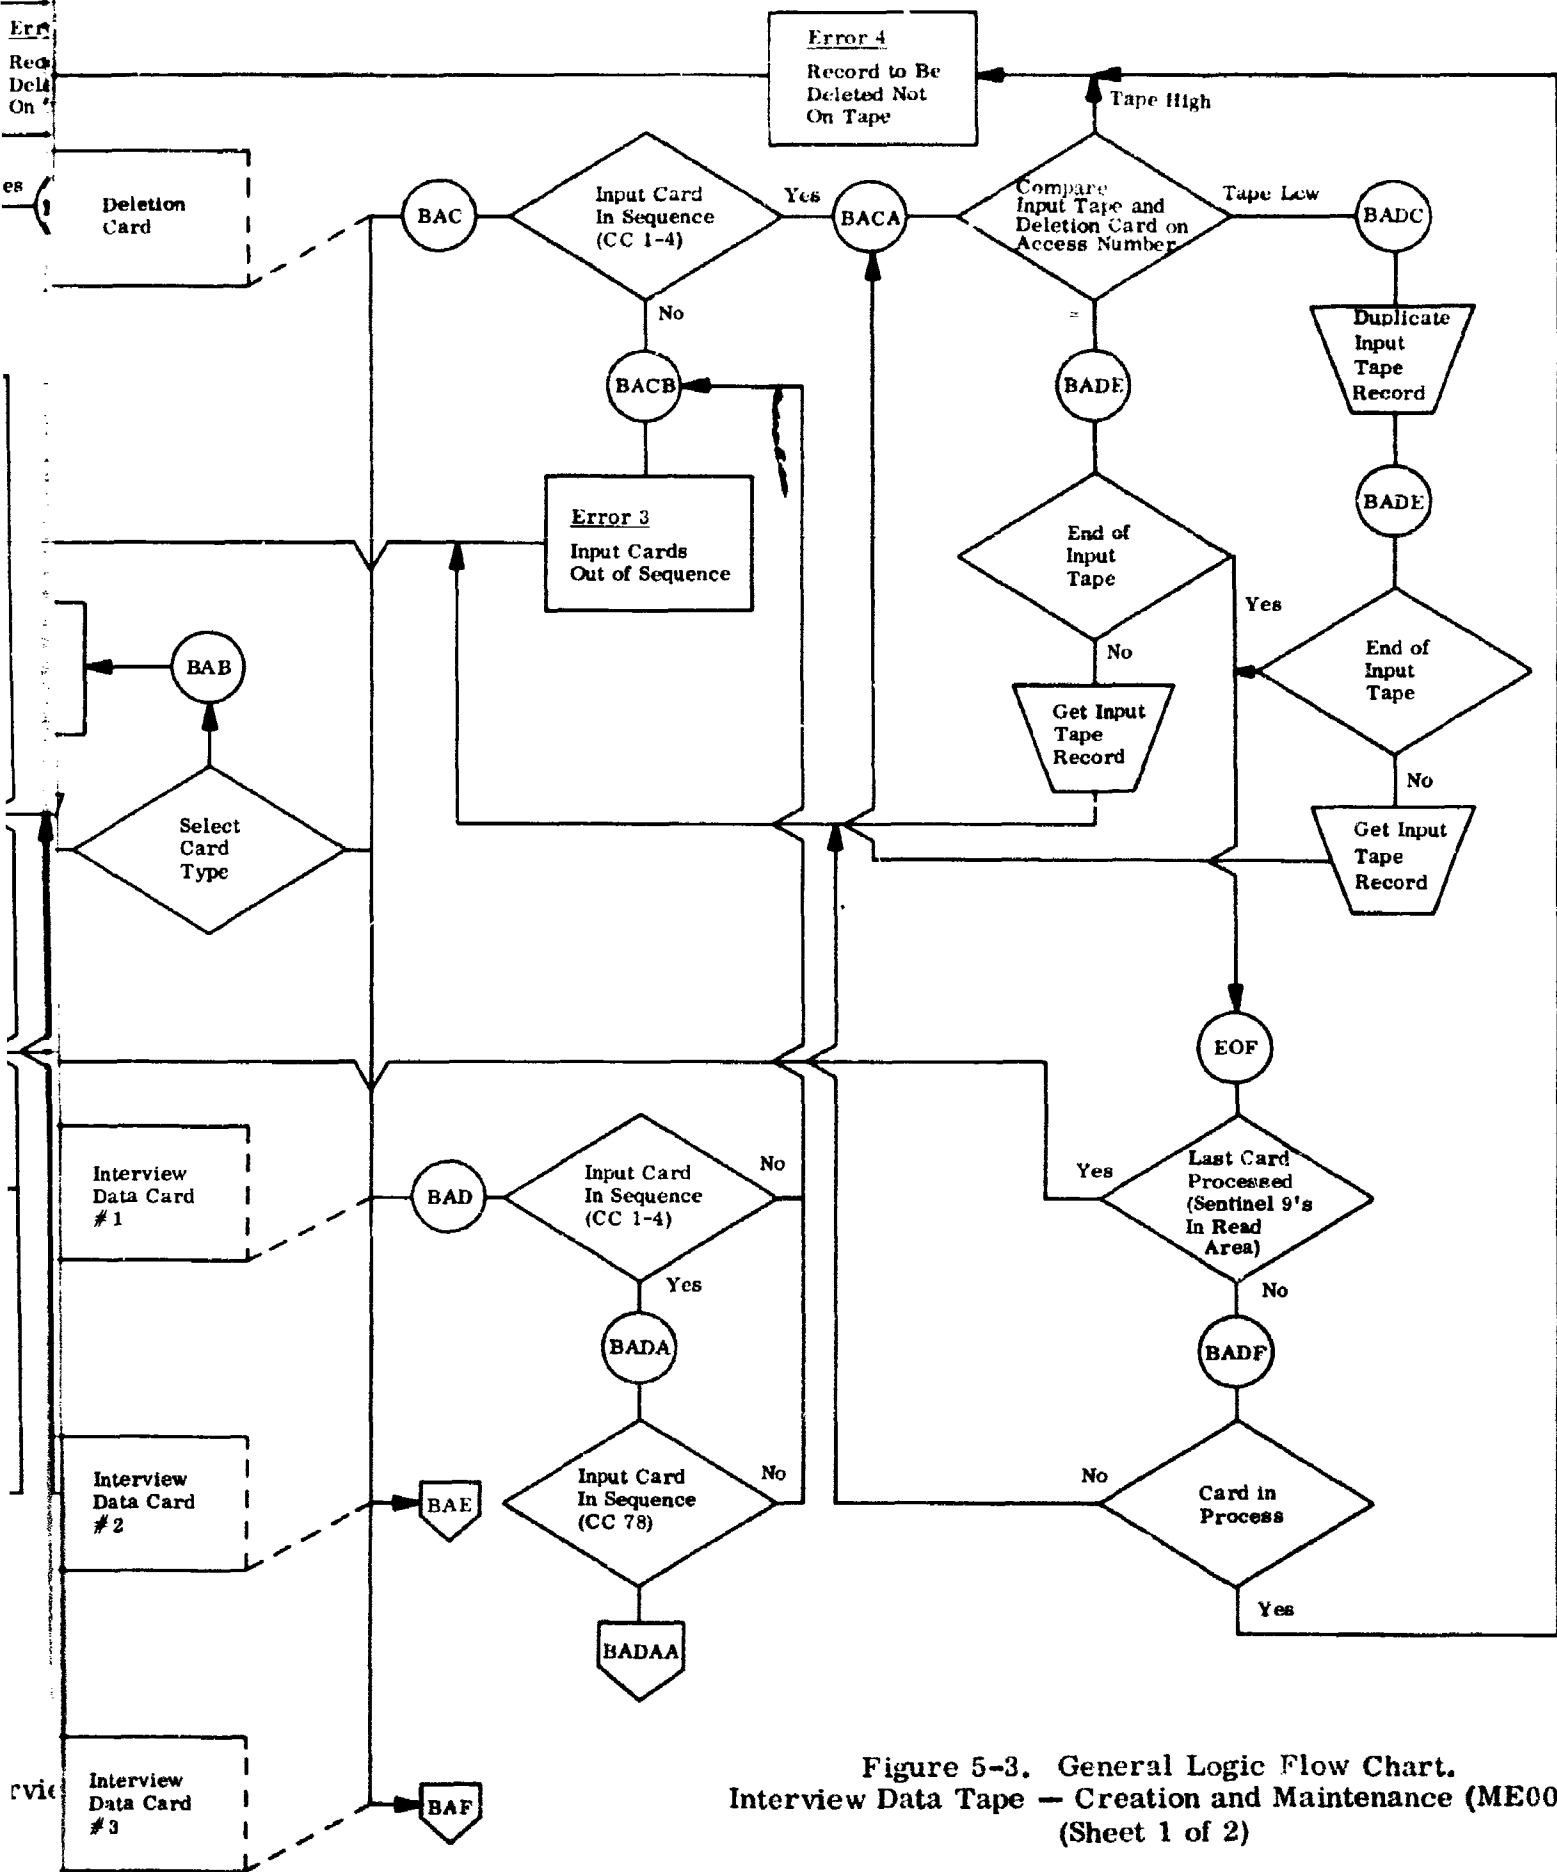 Error 4
Record to Be
Deleted Not
On Tape
Tape High
Deletion
Card
BAC
Input Card
In Sequence
(CC 1-4)
Yes
BACA
Compare
Input Tape and
Deletion Card on
Access Number
Tape Low
BADC
No
=
Duplicate
Input
Tape
Record
BACB
BADE
BADE
Error 3
Input Cards
Out of Sequence
End of
Input
Tape
Yes
No
End of
Input
Tape
BAB
Get Input
Tape
Record
No
Select
Card
Type
Get Input
Tape
Record
EOF
Interview
Data Card
#1
BAD
Input Card
In Sequence
(CC 1-4)
No
Yes
Yes
Last Card
Processed
(Sentinel 9's
In Read
Area)
No
BADA
BADF
Interview
Data Card
#2
BAE
Input Card
In Sequence
(CC 78)
No
No
Card in
Process
Yes
BADAA
Interview
Data Card
#3
BAF
Figure 5-3. General Logic Flow Chart.
Interview Data Tape — Creation and Maintenance (ME00
(Sheet 1 of 2)